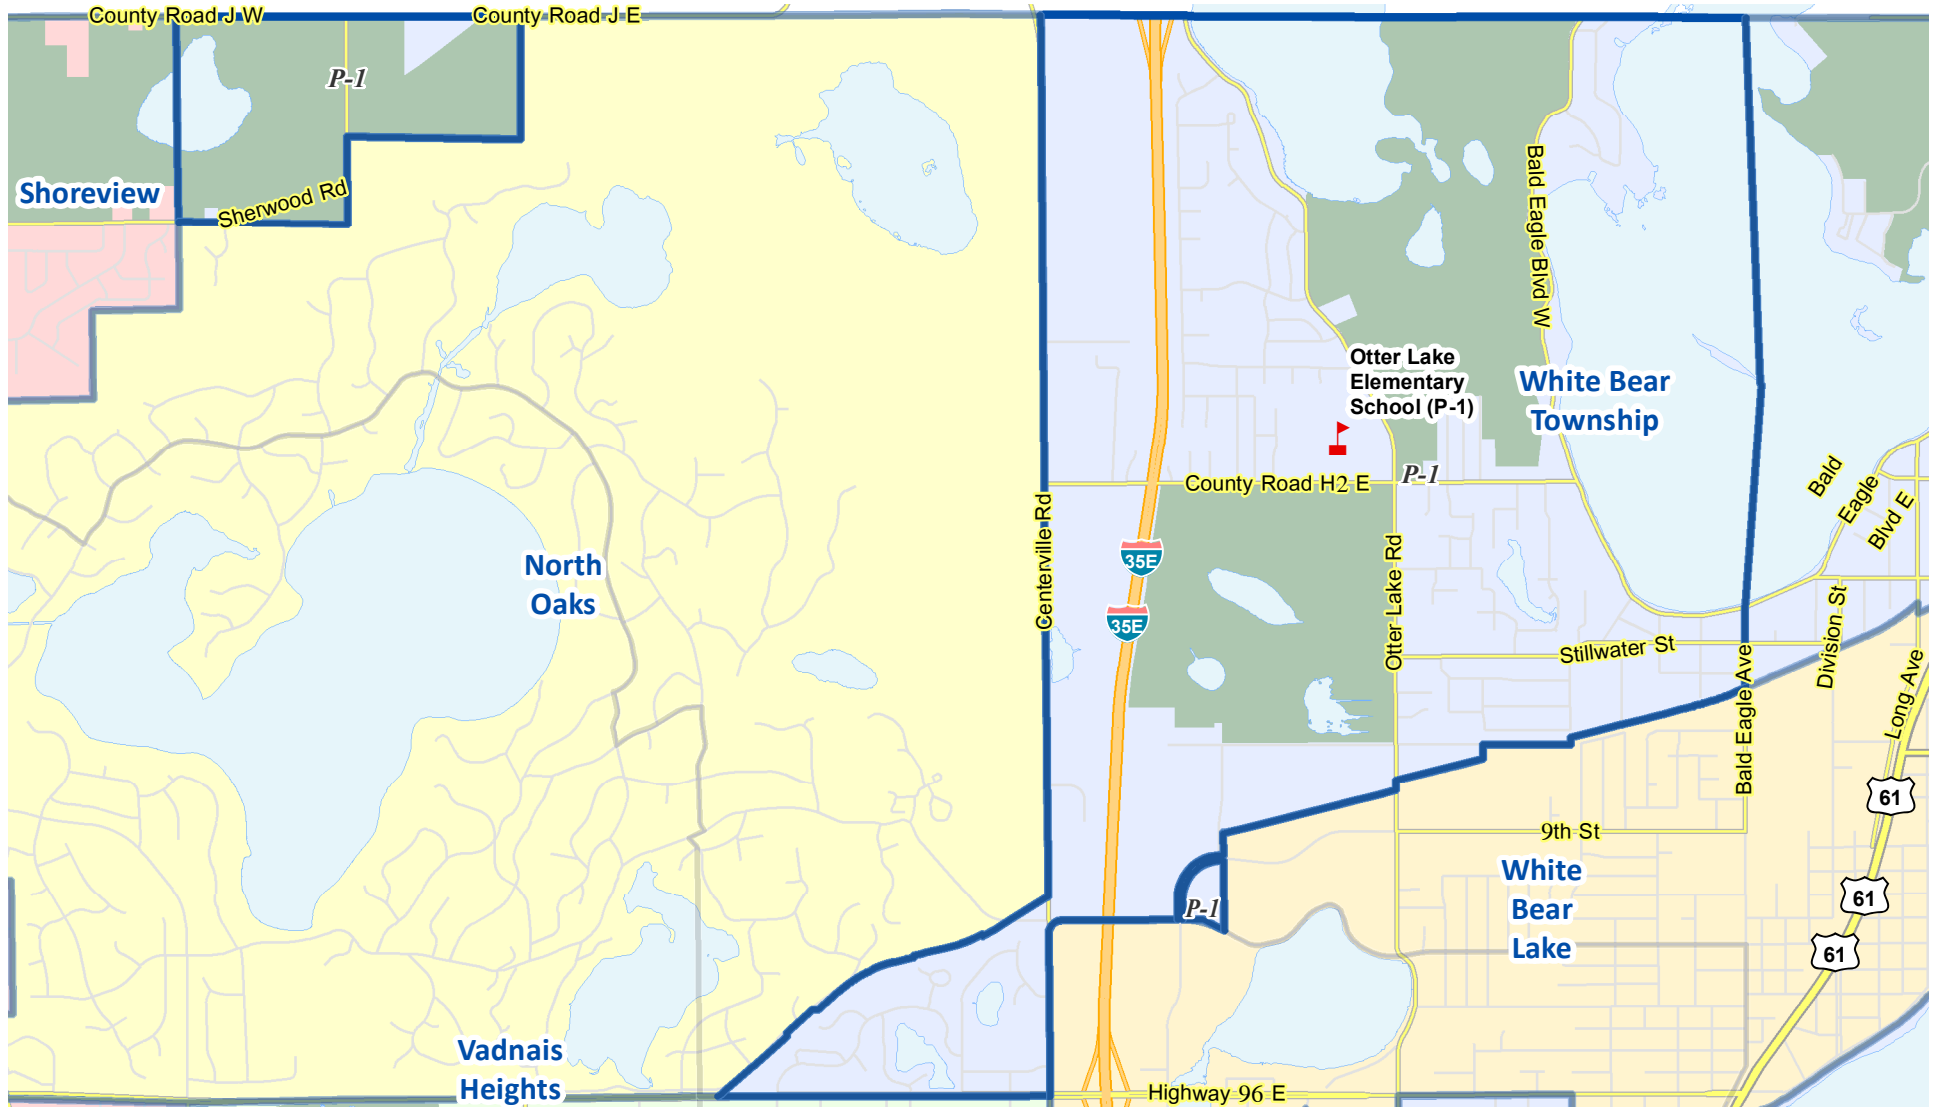 County Road J W
County Road J E
P-1
Shoreview
Sherwood Rd
Bald Eagle Blvd W
Otter Lake
Elementary
School (P-1)
White Bear
Township
P-1
County Road H2 E
Centerville Rd
Bald
Eagle
Blvd E
35E
North
Oaks
35E
Otter Lake Rd
Stillwater St
Division St
Bald Eagle Ave
Long Ave
61
9th St
White
Bear
Lake
61
P-1
61
Vadnais
Heights
Highway 96 E